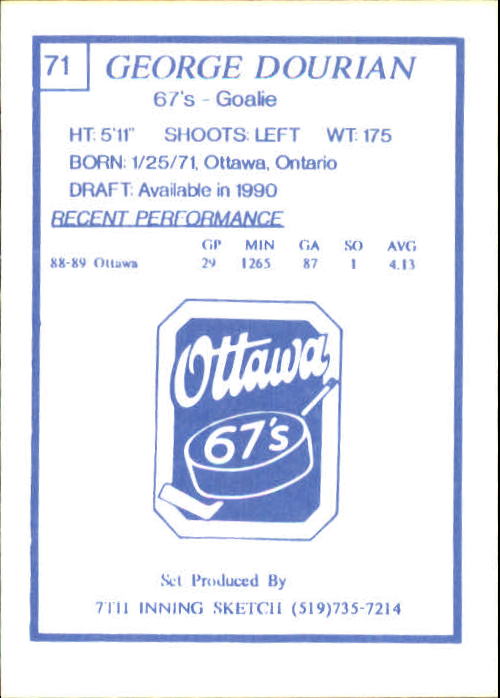 71
GEORGE DOURIAN
67's - Goalie
HT: 5'11" SHOOTS: LEFT WT: 175
BORN: 1/25/71, Ottawa, Ontario
DRAFT: Available in 1990
RECENT PERFORMANCE
GP MIN GA SO AVG
88-89 Ottawa 29 1265 87 1 4.13
Ottawa
67's
Set Produced By
7TH INNING SKETCH (519)735-7214